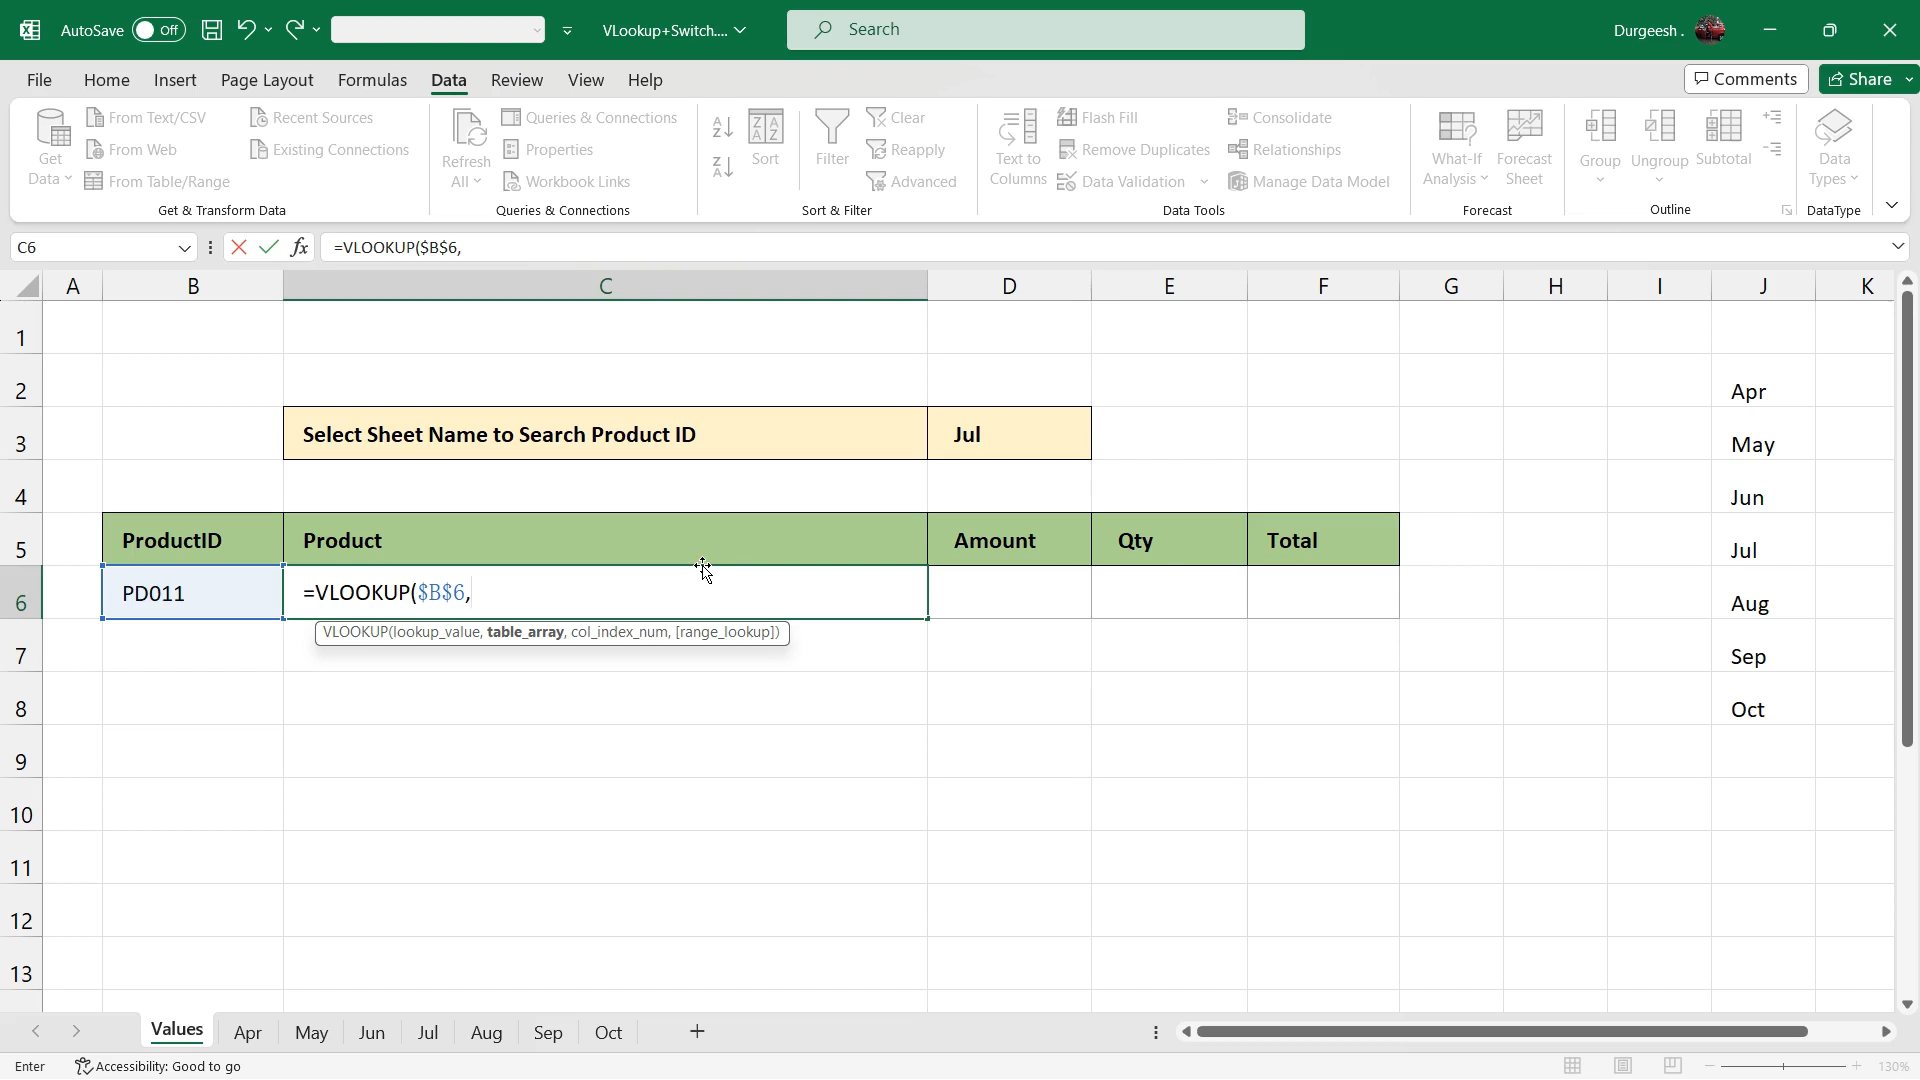 AutoSave Off VLookup+Switch.... Search Durgeesh .
File Home Insert Page Layout Formulas Data Review View Help Comments Share
Get Data
From Text/CSV
From Web
From Table/Range
Recent Sources
Existing Connections
Get & Transform Data
Refresh All
Queries & Connections
Properties
Workbook Links
Queries & Connections
Sort
Filter
Clear
Reapply
Advanced
Sort & Filter
Text to Columns
Flash Fill
Remove Duplicates
Data Validation
Consolidate
Relationships
Manage Data Model
Data Tools
What-If Analysis
Forecast Sheet
Forecast
Group
Ungroup
Subtotal
Outline
Data Types
DataType
C6 fx =VLOOKUP($B$6,
A B C D E F G H I J K
1
2 Apr
3 Select Sheet Name to Search Product ID Jul May
4 Jun
5 ProductID Product Amount Qty Total Jul
6 PD011 =VLOOKUP($B$6, Aug
VLOOKUP(lookup_value, table_array, col_index_num, [range_lookup])
7 Sep
8 Oct
9
10
11
12
13
Values Apr May Jun Jul Aug Sep Oct
Enter Accessibility: Good to go 130%